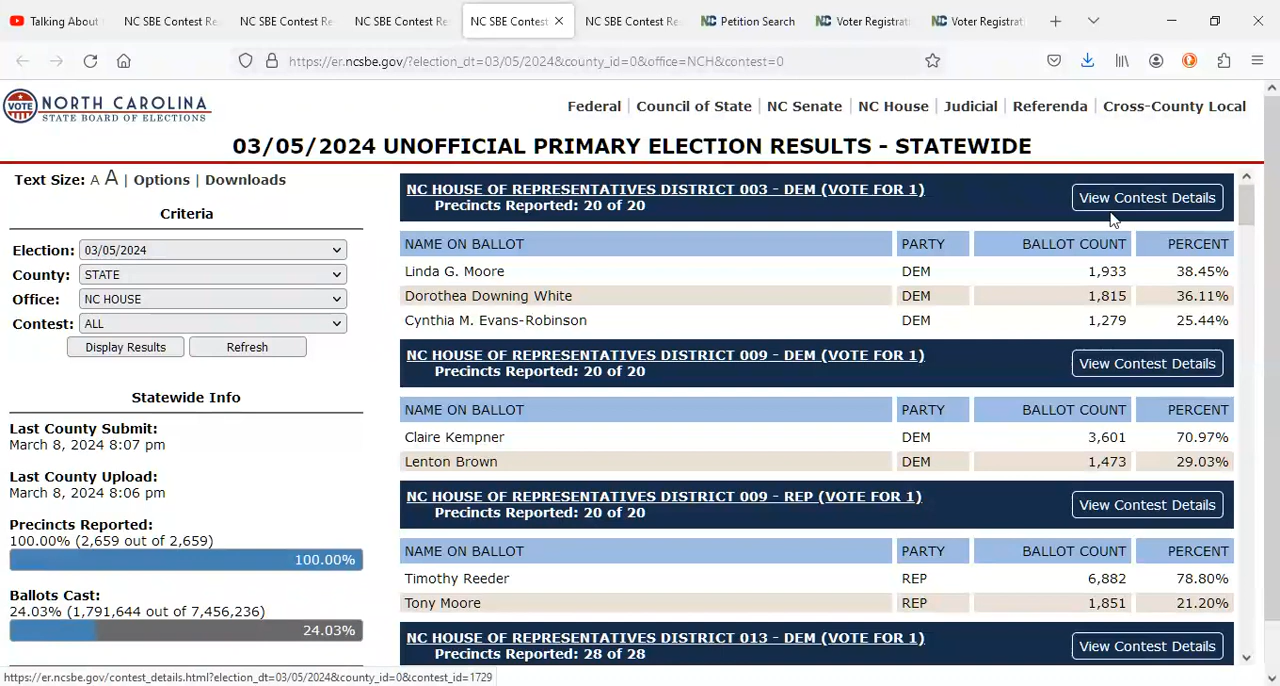 Talking About
NC SBE Contest Re
NC SBE Contest Re
NC SBE Contest Re
NC SBE Contest
NC SBE Contest Re
NC Petition Search
NC Voter Registrat
NC Voter Registrat
https://er.ncsbe.gov/?election_dt=03/05/2024&county_id=0&office=NCH&contest=0
VOTE NORTH CAROLINA
STATE BOARD OF ELECTIONS
Federal | Council of State | NC Senate | NC House | Judicial | Referenda | Cross-County Local
03/05/2024 UNOFFICIAL PRIMARY ELECTION RESULTS - STATEWIDE
Text Size: A A | Options | Downloads
Criteria
Election: 03/05/2024
County: STATE
Office: NC HOUSE
Contest: ALL
Display Results Refresh
Statewide Info
Last County Submit:
March 8, 2024 8:07 pm
Last County Upload:
March 8, 2024 8:06 pm
Precincts Reported:
100.00% (2,659 out of 2,659)
100.00%
Ballots Cast:
24.03% (1,791,644 out of 7,456,236)
24.03%
NC HOUSE OF REPRESENTATIVES DISTRICT 003 - DEM (VOTE FOR 1)
Precincts Reported: 20 of 20
View Contest Details
NAME ON BALLOT PARTY BALLOT COUNT PERCENT
Linda G. Moore DEM 1,933 38.45%
Dorothea Downing White DEM 1,815 36.11%
Cynthia M. Evans-Robinson DEM 1,279 25.44%
NC HOUSE OF REPRESENTATIVES DISTRICT 009 - DEM (VOTE FOR 1)
Precincts Reported: 20 of 20
View Contest Details
NAME ON BALLOT PARTY BALLOT COUNT PERCENT
Claire Kempner DEM 3,601 70.97%
Lenton Brown DEM 1,473 29.03%
NC HOUSE OF REPRESENTATIVES DISTRICT 009 - REP (VOTE FOR 1)
Precincts Reported: 20 of 20
View Contest Details
NAME ON BALLOT PARTY BALLOT COUNT PERCENT
Timothy Reeder REP 6,882 78.80%
Tony Moore REP 1,851 21.20%
NC HOUSE OF REPRESENTATIVES DISTRICT 013 - DEM (VOTE FOR 1)
Precincts Reported: 28 of 28
View Contest Details
https://er.ncsbe.gov/contest_details.html?election_dt=03/05/2024&county_id=0&contest_id=1729